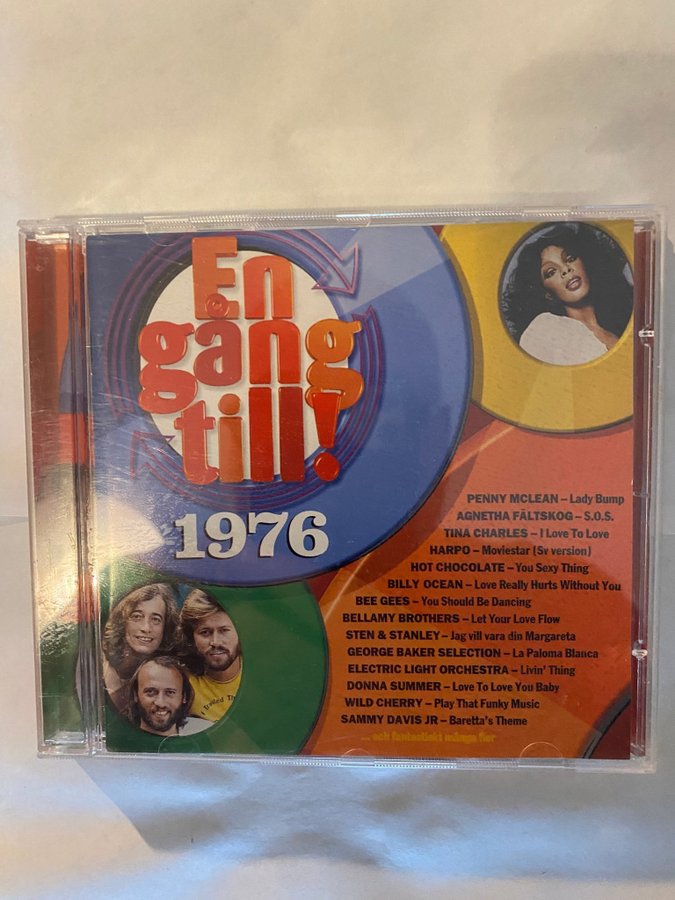 En
gång
till!
1976
PENNY MCLEAN – Lady Bump
AGNETHA FÄLTSKOG – S.O.S.
TINA CHARLES – I Love To Love
HARPO – Moviestar (Sv version)
HOT CHOCOLATE – You Sexy Thing
BILLY OCEAN – Love Really Hurts Without You
BEE GEES – You Should Be Dancing
BELLAMY BROTHERS – Let Your Love Flow
STEN & STANLEY – Jag vill vara din Margareta
GEORGE BAKER SELECTION – La Paloma Blanca
ELECTRIC LIGHT ORCHESTRA – Livin' Thing
DONNA SUMMER – Love To Love You Baby
WILD CHERRY – Play That Funky Music
SAMMY DAVIS JR – Baretta's Theme
... och fantastiskt många fler